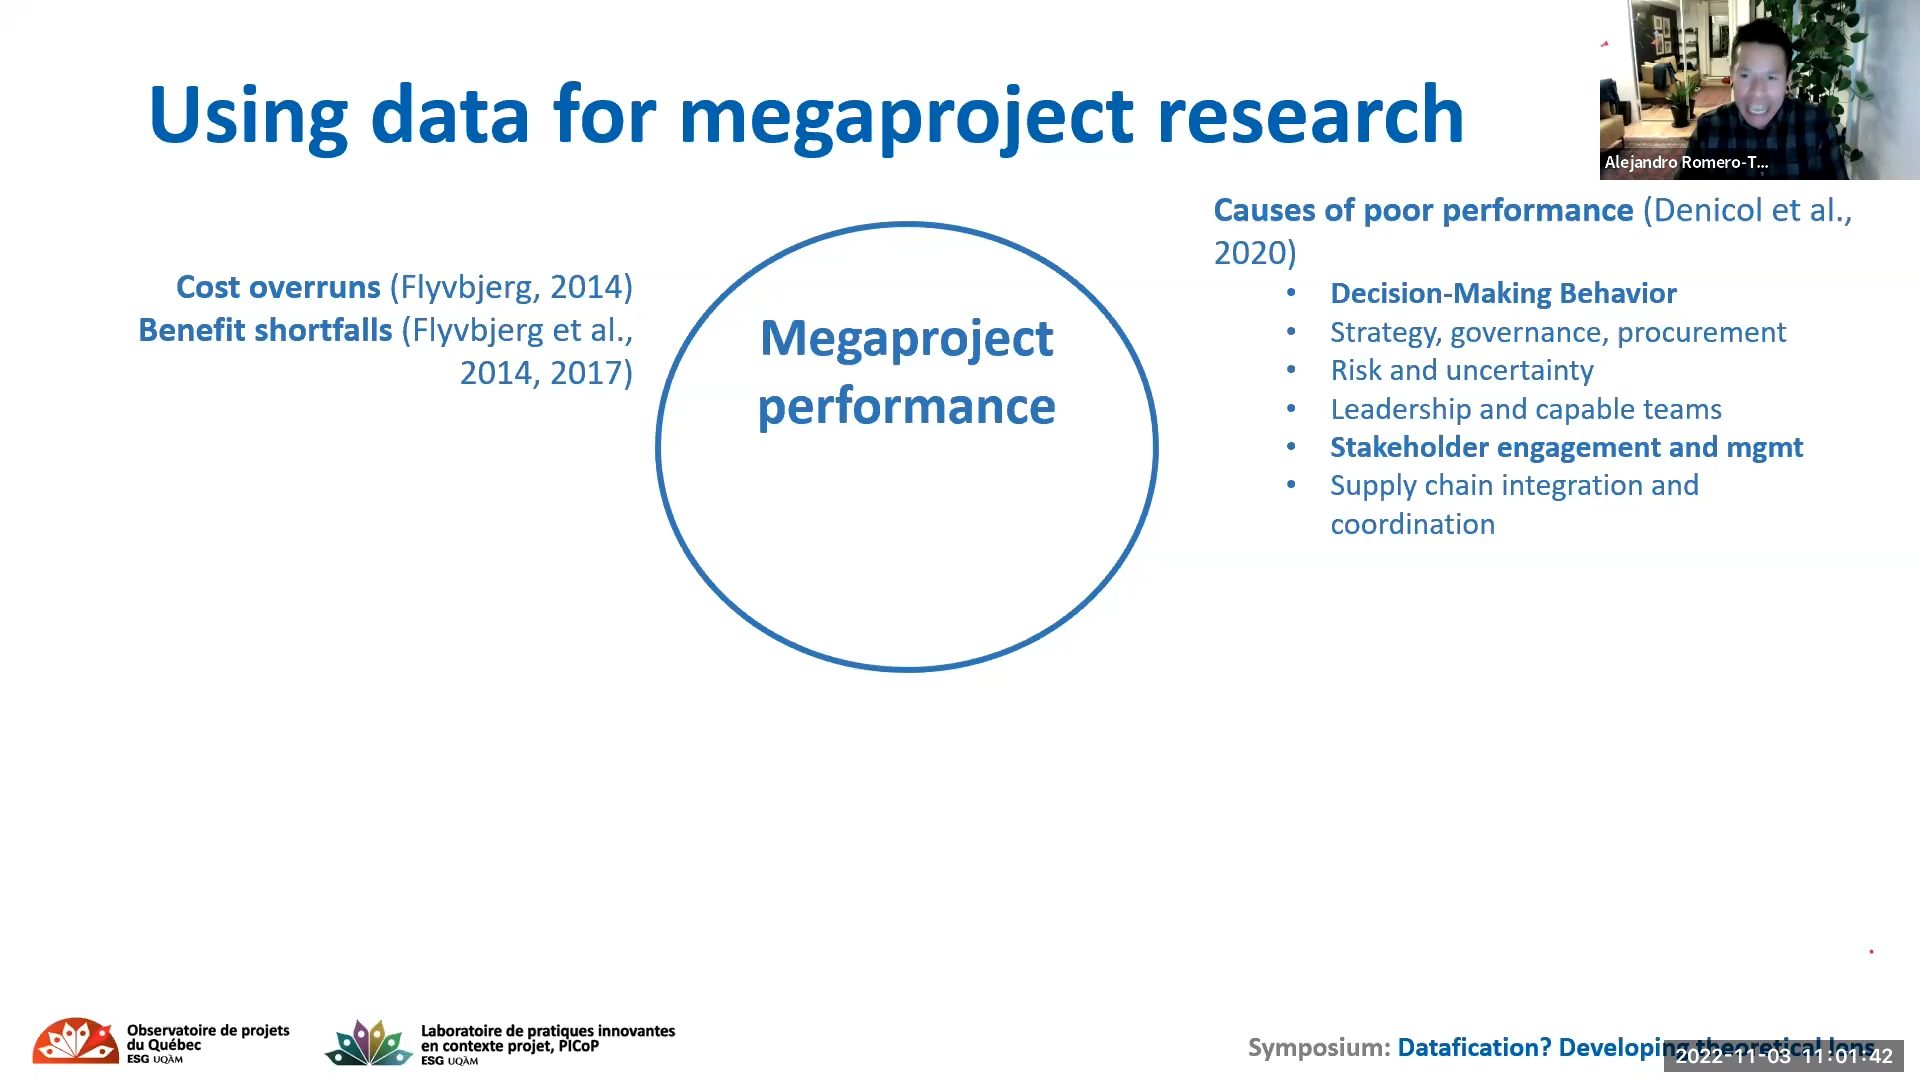 Using data for megaproject research
Alejandro Romero-T...
Cost overruns (Flyvbjerg, 2014)
Benefit shortfalls (Flyvbjerg et al.,
2014, 2017)
Megaproject
performance
Causes of poor performance (Denicol et al.,
2020)
• Decision-Making Behavior
• Strategy, governance, procurement
• Risk and uncertainty
• Leadership and capable teams
• Stakeholder engagement and mgmt
• Supply chain integration and
coordination
Observatoire de projets
du Québec
ESG UQÀM
Laboratoire de pratiques innovantes
en contexte projet, PICoP
ESG UQÀM
Symposium: Datafication? Developing theoretical lens
2022-11-03 11:01:42